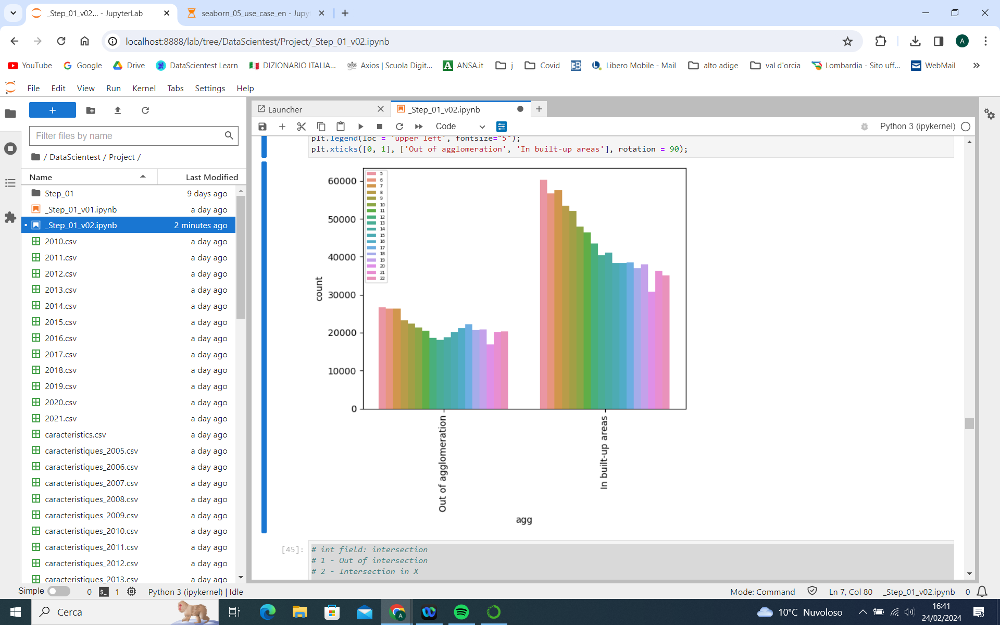 _Step_01_v02... - JupyterLab
seaborn_05_use_case_en - Jupy
localhost:8888/lab/tree/DataScientest/Project/_Step_01_v02.ipynb
A
YouTube Google Drive DataScientest Learn DIZIONARIO ITALIA... Axios | Scuola Digit... ANSA.it j Covid Libero Mobile - Mail alto adige val d'orcia Lombardia - Sito uff... WebMail
File Edit View Run Kernel Tabs Settings Help
Launcher
_Step_01_v02.ipynb
Code
Python 3 (ipykernel)
Filter files by name
/ DataScientest / Project /
Name Last Modified
Step_01 9 days ago
_Step_01_v01.ipynb a day ago
_Step_01_v02.ipynb 2 minutes ago
2010.csv a day ago
2011.csv a day ago
2012.csv a day ago
2013.csv a day ago
2014.csv a day ago
2015.csv a day ago
2016.csv a day ago
2017.csv a day ago
2018.csv a day ago
2019.csv a day ago
2020.csv a day ago
2021.csv a day ago
caracteristics.csv a day ago
caracteristiques_2005.csv a day ago
caracteristiques_2006.csv a day ago
caracteristiques_2007.csv a day ago
caracteristiques_2008.csv a day ago
caracteristiques_2009.csv a day ago
caracteristiques_2010.csv a day ago
caracteristiques_2011.csv a day ago
caracteristiques_2012.csv a day ago
caracteristiques_2013.csv a day ago
plt.legend(loc = 'upper left', fontsize="5");
plt.xticks([0, 1], ['Out of agglomeration', 'In built-up areas'], rotation = 90);
60000
50000
40000
30000
20000
10000
0
count
5
6
7
8
9
10
11
12
13
14
15
16
17
18
19
20
21
22
Out of agglomeration
In built-up areas
agg
[45]:
# int field: intersection
# 1 - Out of intersection
# 2 - Intersection in X
Simple 0 1 Python 3 (ipykernel) | Idle
Mode: Command Ln 7, Col 80 _Step_01_v02.ipynb 0
Cerca
10°C Nuvoloso
16:41
24/02/2024